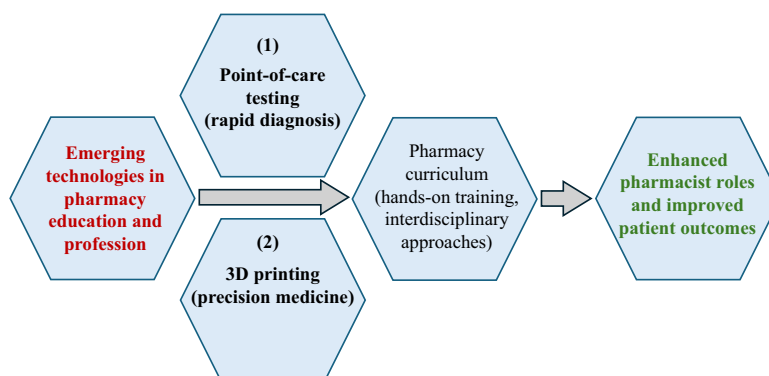 Emerging
technologies in
pharmacy
education and
profession
(1)
Point-of-care
testing
(rapid diagnosis)
(2)
3D printing
(precision medicine)
Pharmacy
curriculum
(hands-on training,
interdisciplinary
approaches)
Enhanced
pharmacist roles
and improved
patient outcomes